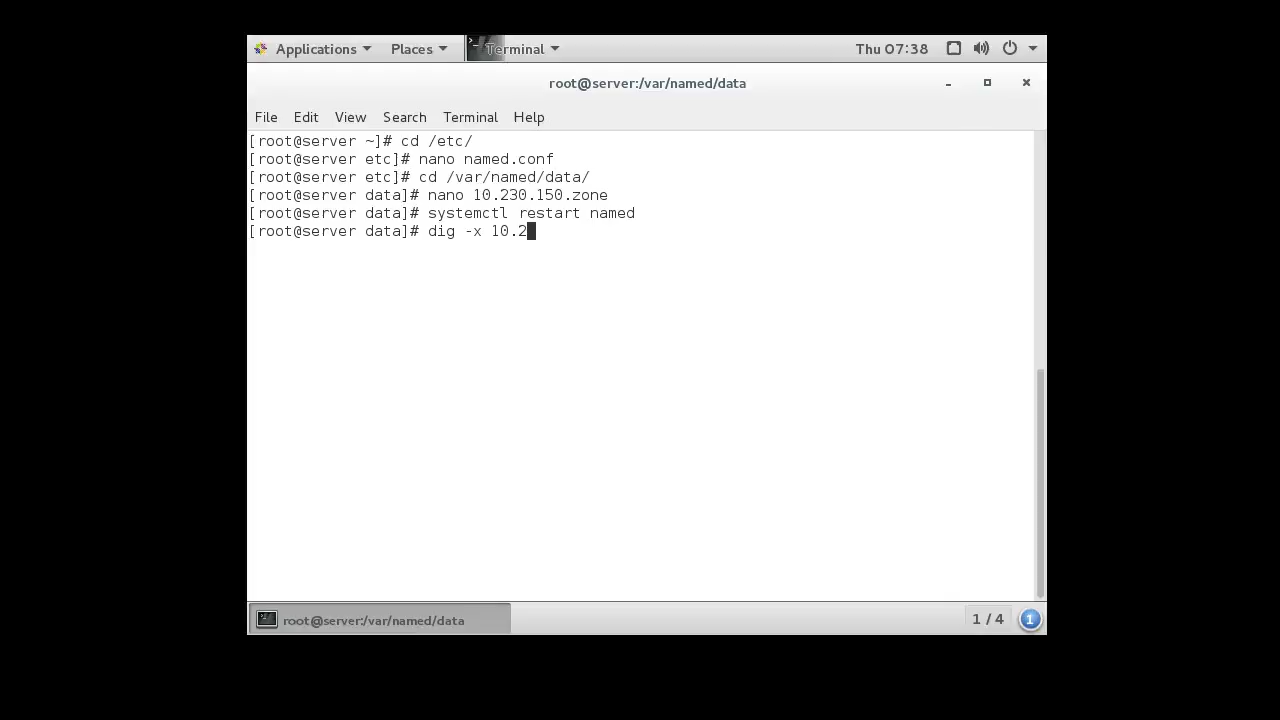 Applications Places Terminal Thu 07:38
root@server:/var/named/data
File Edit View Search Terminal Help
[root@server ~]# cd /etc/
[root@server etc]# nano named.conf
[root@server etc]# cd /var/named/data/
[root@server data]# nano 10.230.150.zone
[root@server data]# systemctl restart named
[root@server data]# dig -x 10.2
root@server:/var/named/data 1 / 4 1